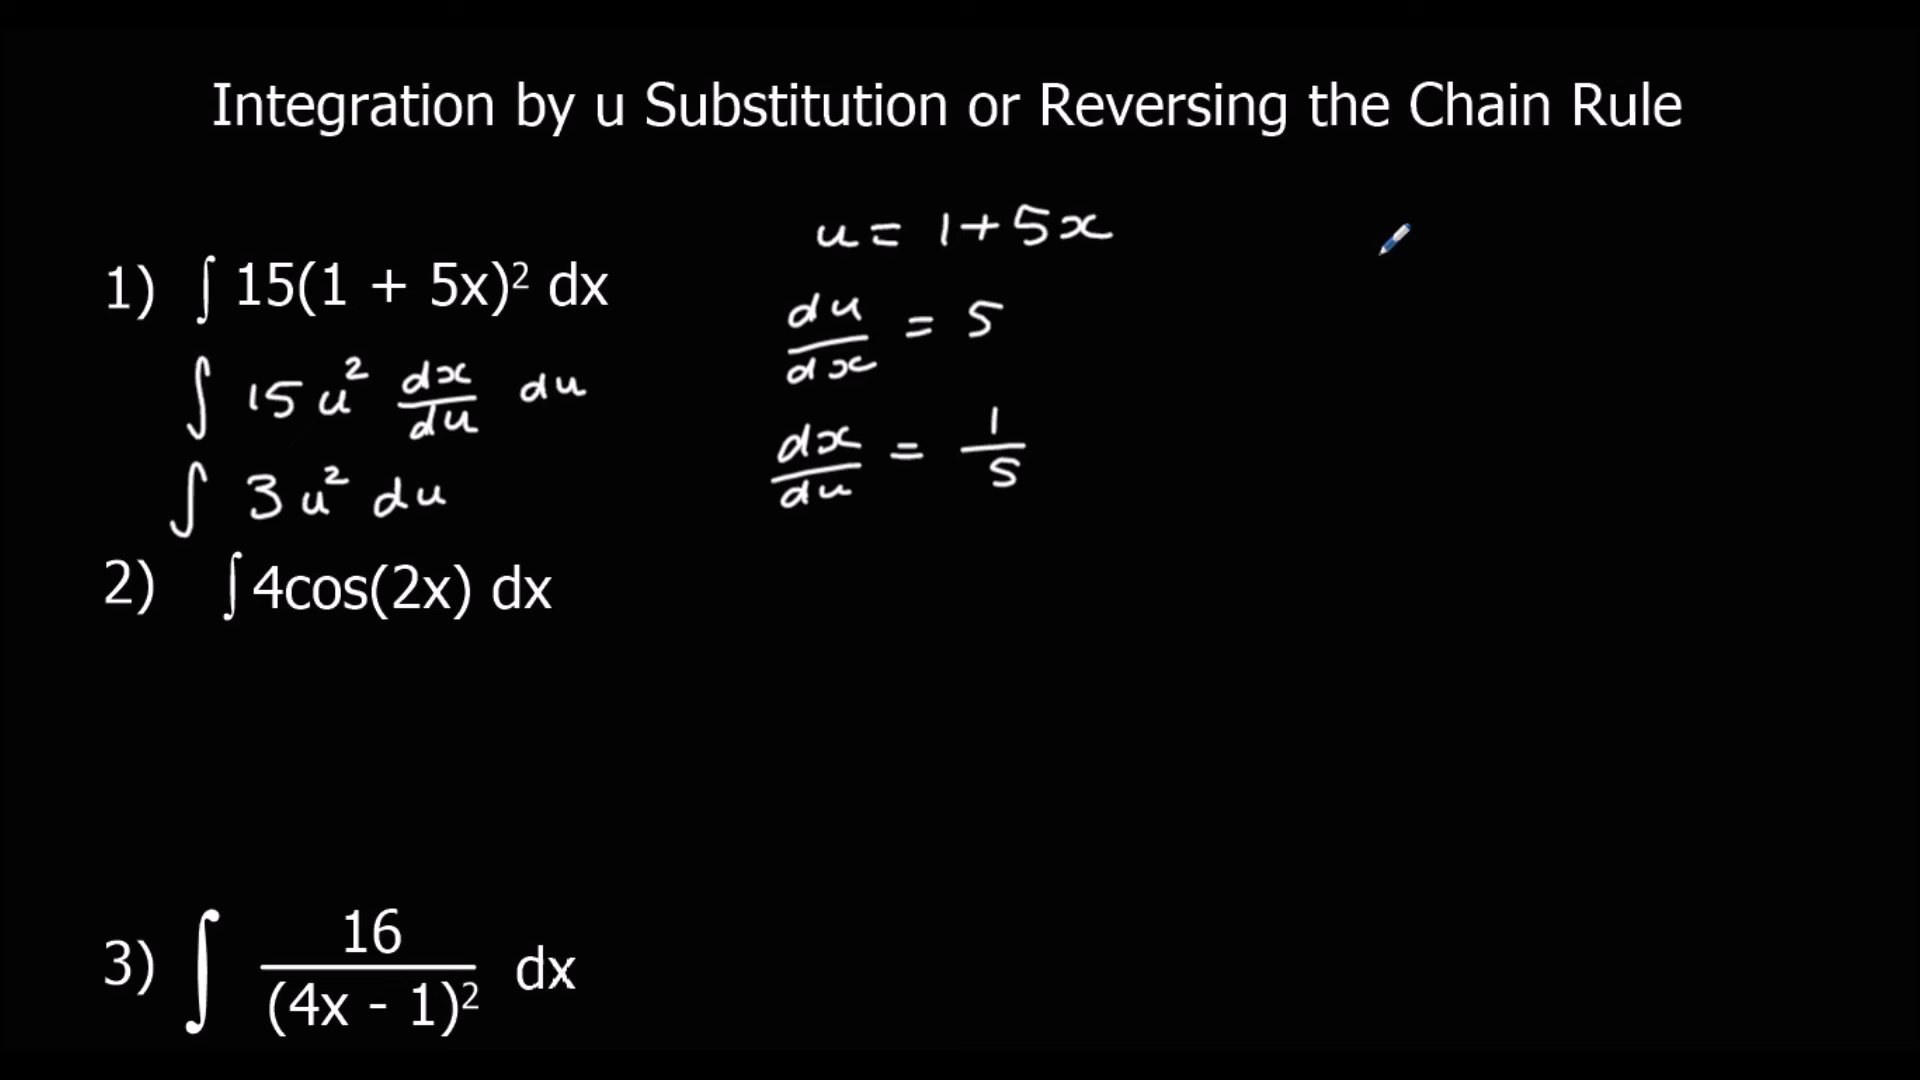 Integration by u Substitution or Reversing the Chain Rule
1) ∫ 15(1 + 5x)² dx
∫ 15u² dx/du du
∫ 3u² du
u = 1+5x
du/dx = 5
dx/du = 1/5
2) ∫4cos(2x) dx
3) ∫ 16/(4x - 1)² dx